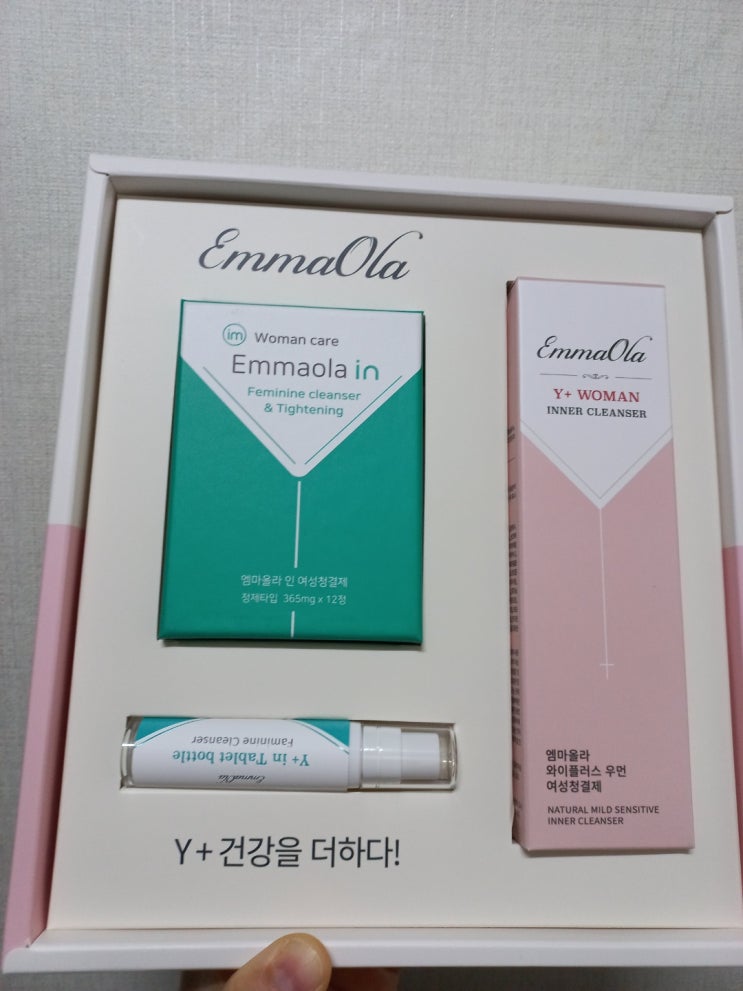 EmmaOla
im Woman care
Emmaola in
Feminine cleanser
& Tightening
엠마올라 인 여성청결제
정제타입 365mg x 12정
EmmaOla
Y+ WOMAN
INNER CLEANSER
엠마올라
와이플러스 우먼
여성청결제
NATURAL MILD SENSITIVE
INNER CLEANSER
EmmaOla
Y+ in Tablet bottle
Faminine Cleanser
Y+ 건강을 더하다!